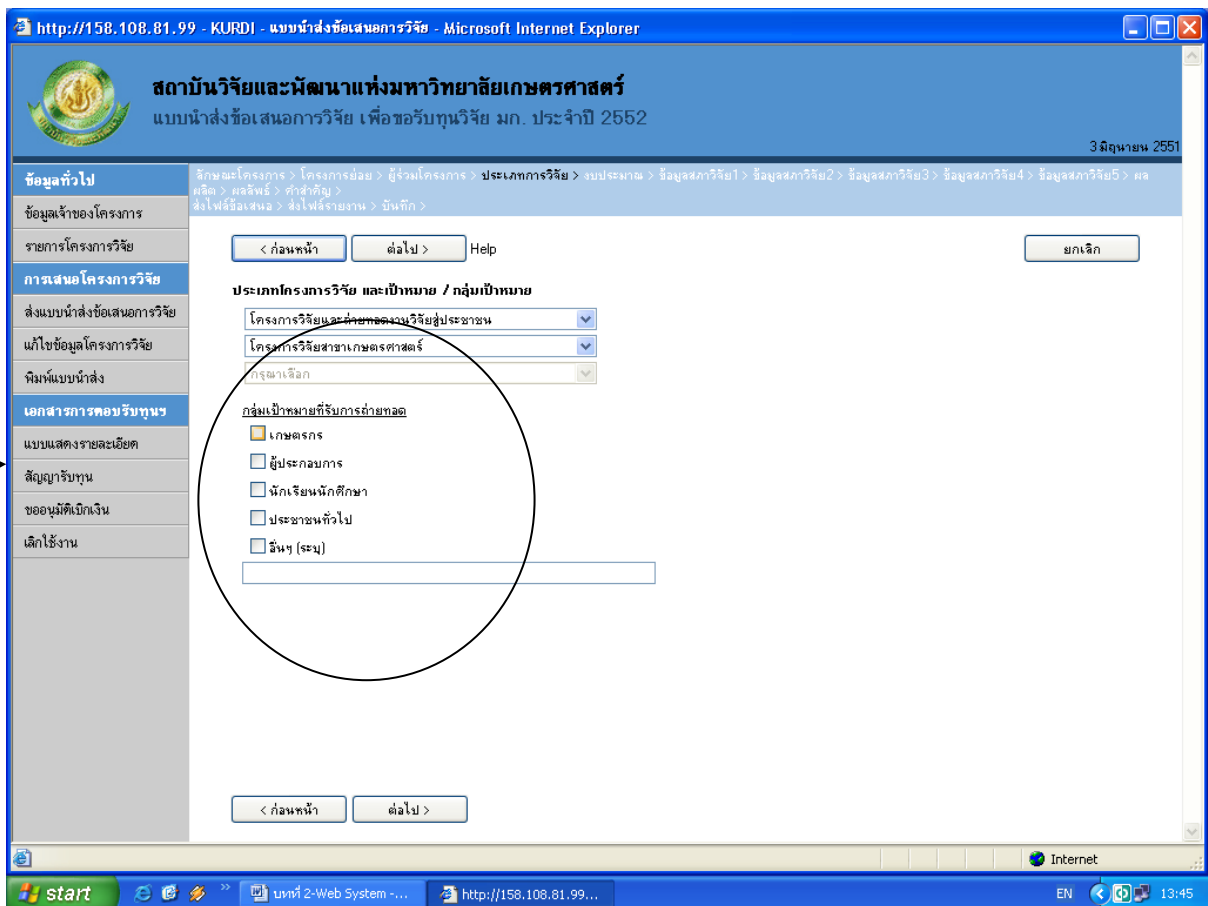 http://158.108.81.99 - KURDI - แบบนำส่งข้อเสนอการวิจัย - Microsoft Internet Explorer
สถาบันวิจัยและพัฒนาแห่งมหาวิทยาลัยเกษตรศาสตร์
แบบนำส่งข้อเสนอการวิจัย เพื่อขอรับทุนวิจัย มก. ประจำปี 2552
3 มิถุนายน 2551
ข้อมูลทั่วไป
ข้อมูลเจ้าของโครงการ
รายการโครงการวิจัย
การเสนอโครงการวิจัย
ส่งแบบนำส่งข้อเสนอการวิจัย
แก้ไขข้อมูลโครงการวิจัย
พิมพ์แบบนำส่ง
เอกสารการตอบรับทุนฯ
แบบแสดงรายละเอียด
สัญญารับทุน
ขออนุมัติเบิกเงิน
เลิกใช้งาน
ลักษณะโครงการ > โครงการย่อย > ผู้ร่วมโครงการ > ประเภทการวิจัย > งบประมาณ > ข้อมูลสภาวิจัย1 > ข้อมูลสภาวิจัย2 > ข้อมูลสภาวิจัย3 > ข้อมูลสภาวิจัย4 > ข้อมูลสภาวิจัย5 > ผล
ผลิต > ผลลัพธ์ > คำสำคัญ >
ส่งไฟล์ข้อเสนอ > ส่งไฟล์รายงาน > บันทึก >
< ก่อนหน้า ต่อไป > Help ยกเลิก
ประเภทโครงการวิจัย และเป้าหมาย / กลุ่มเป้าหมาย
โครงการวิจัยและถ่ายทอดงานวิจัยสู่ประชาชน
โครงการวิจัยสาขาเกษตรศาสตร์
กรุณาเลือก
กลุ่มเป้าหมายที่รับการถ่ายทอด
เกษตรกร
ผู้ประกอบการ
นักเรียนนักศึกษา
ประชาชนทั่วไป
อื่นๆ (ระบุ)
< ก่อนหน้า ต่อไป >
Internet
start » บทที่ 2-Web System -... http://158.108.81.99... EN 13:45